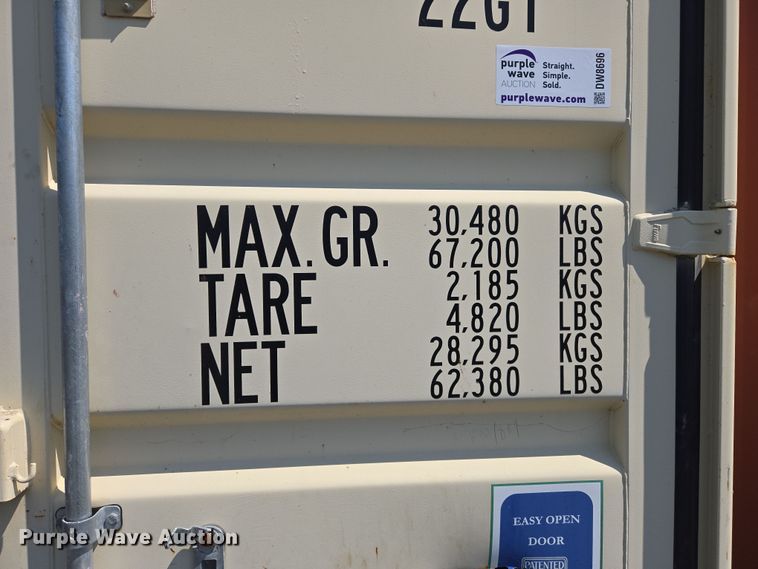 22G1
purple
wave
AUCTION
Straight.
Simple.
Sold.
purplewave.com
DW8696
MAX. GR. 30,480 KGS
67,200 LBS
TARE 2,185 KGS
4,820 LBS
NET 28,295 KGS
62,380 LBS
EASY OPEN
DOOR
PATENTED
Purple Wave Auction